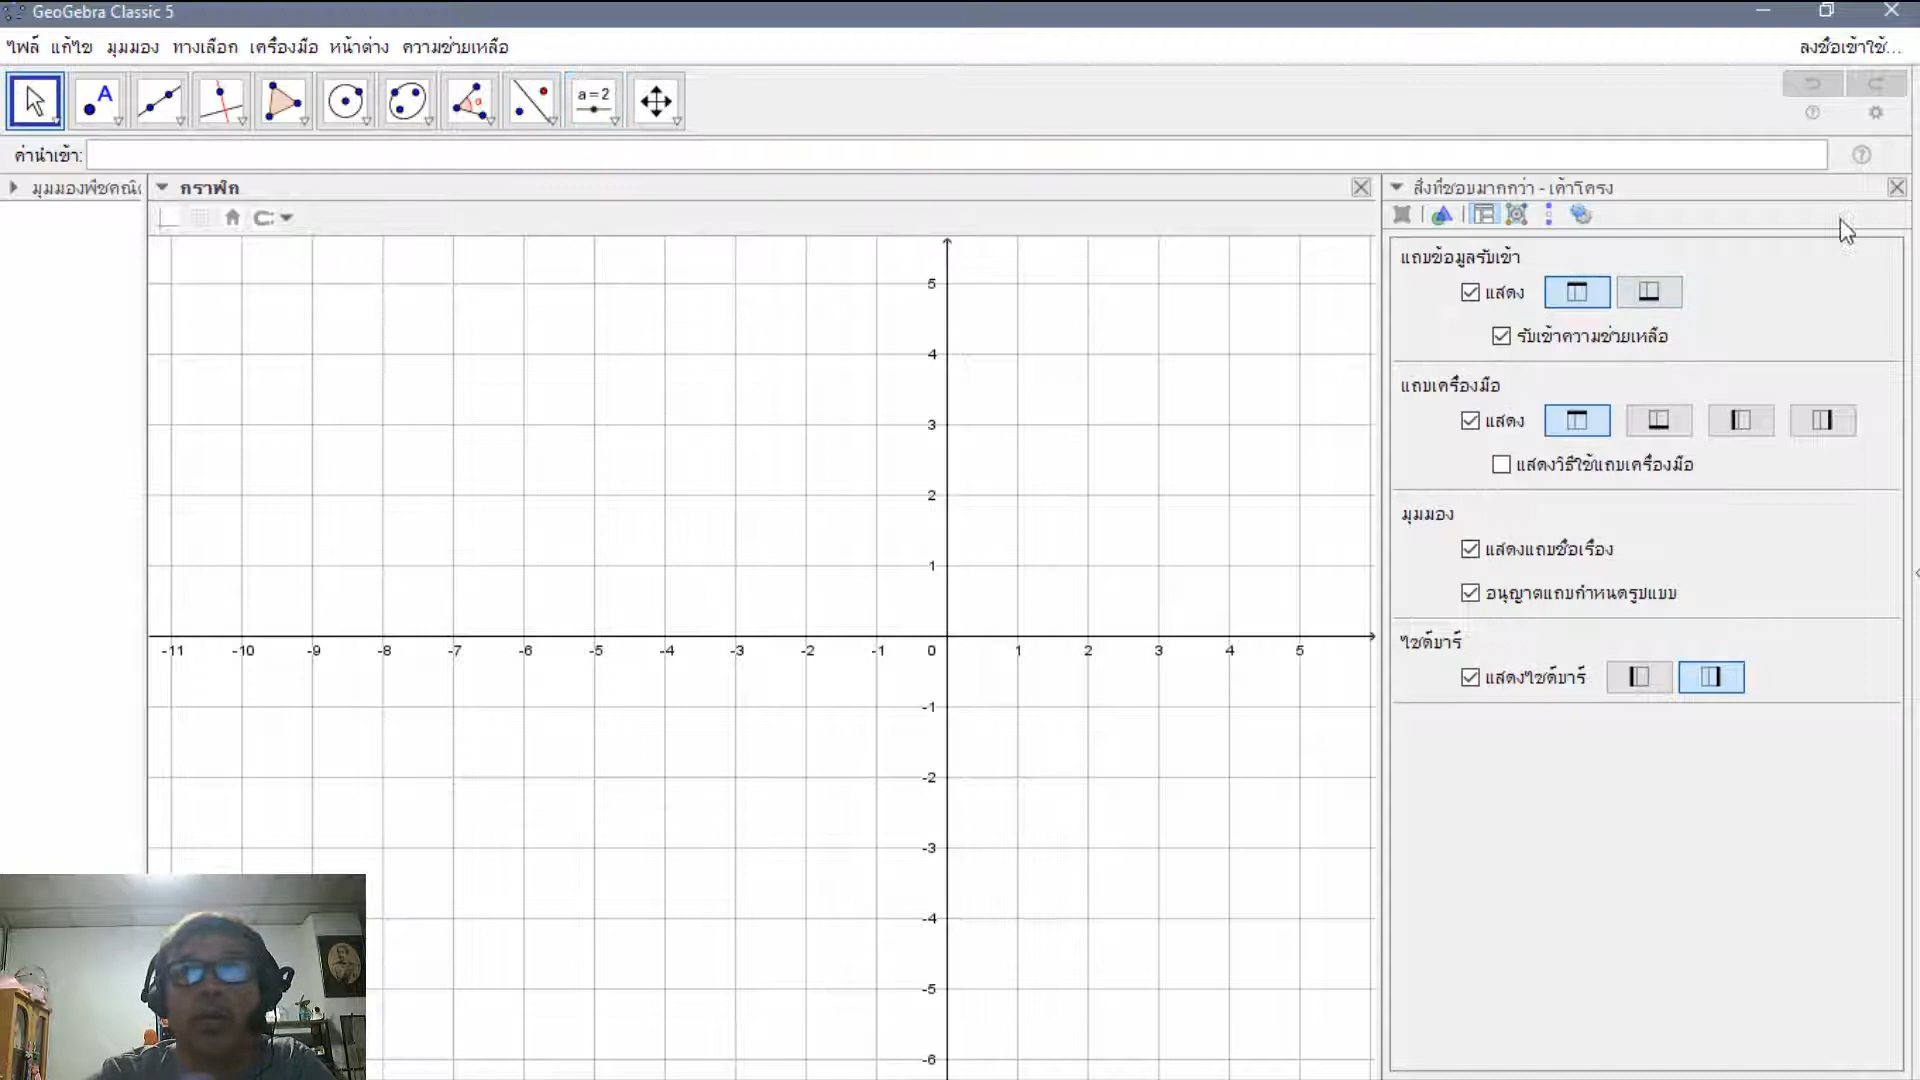 GeoGebra Classic 5
ไฟล์ แก้ไข มุมมอง ทางเลือก เครื่องมือ หน้าต่าง ความช่วยเหลือ
ลงชื่อเข้าใช้...
A
α
a = 2
ค่านำเข้า:
มุมมองพีชคณิต
กราฟิก
สิ่งที่ชอบมากกว่า - เค้าโครง
แถบข้อมูลรับเข้า
แสดง
รับเข้าความช่วยเหลือ
แถบเครื่องมือ
แสดง
แสดงวิธีใช้แถบเครื่องมือ
มุมมอง
แสดงแถบชื่อเรื่อง
อนุญาตแถบกำหนดรูปแบบ
ไซด์บาร์
แสดงไซด์บาร์
5
4
3
2
1
-11 -10 -9 -8 -7 -6 -5 -4 -3 -2 -1 0 1 2 3 4 5
-1
-2
-3
-4
-5
-6